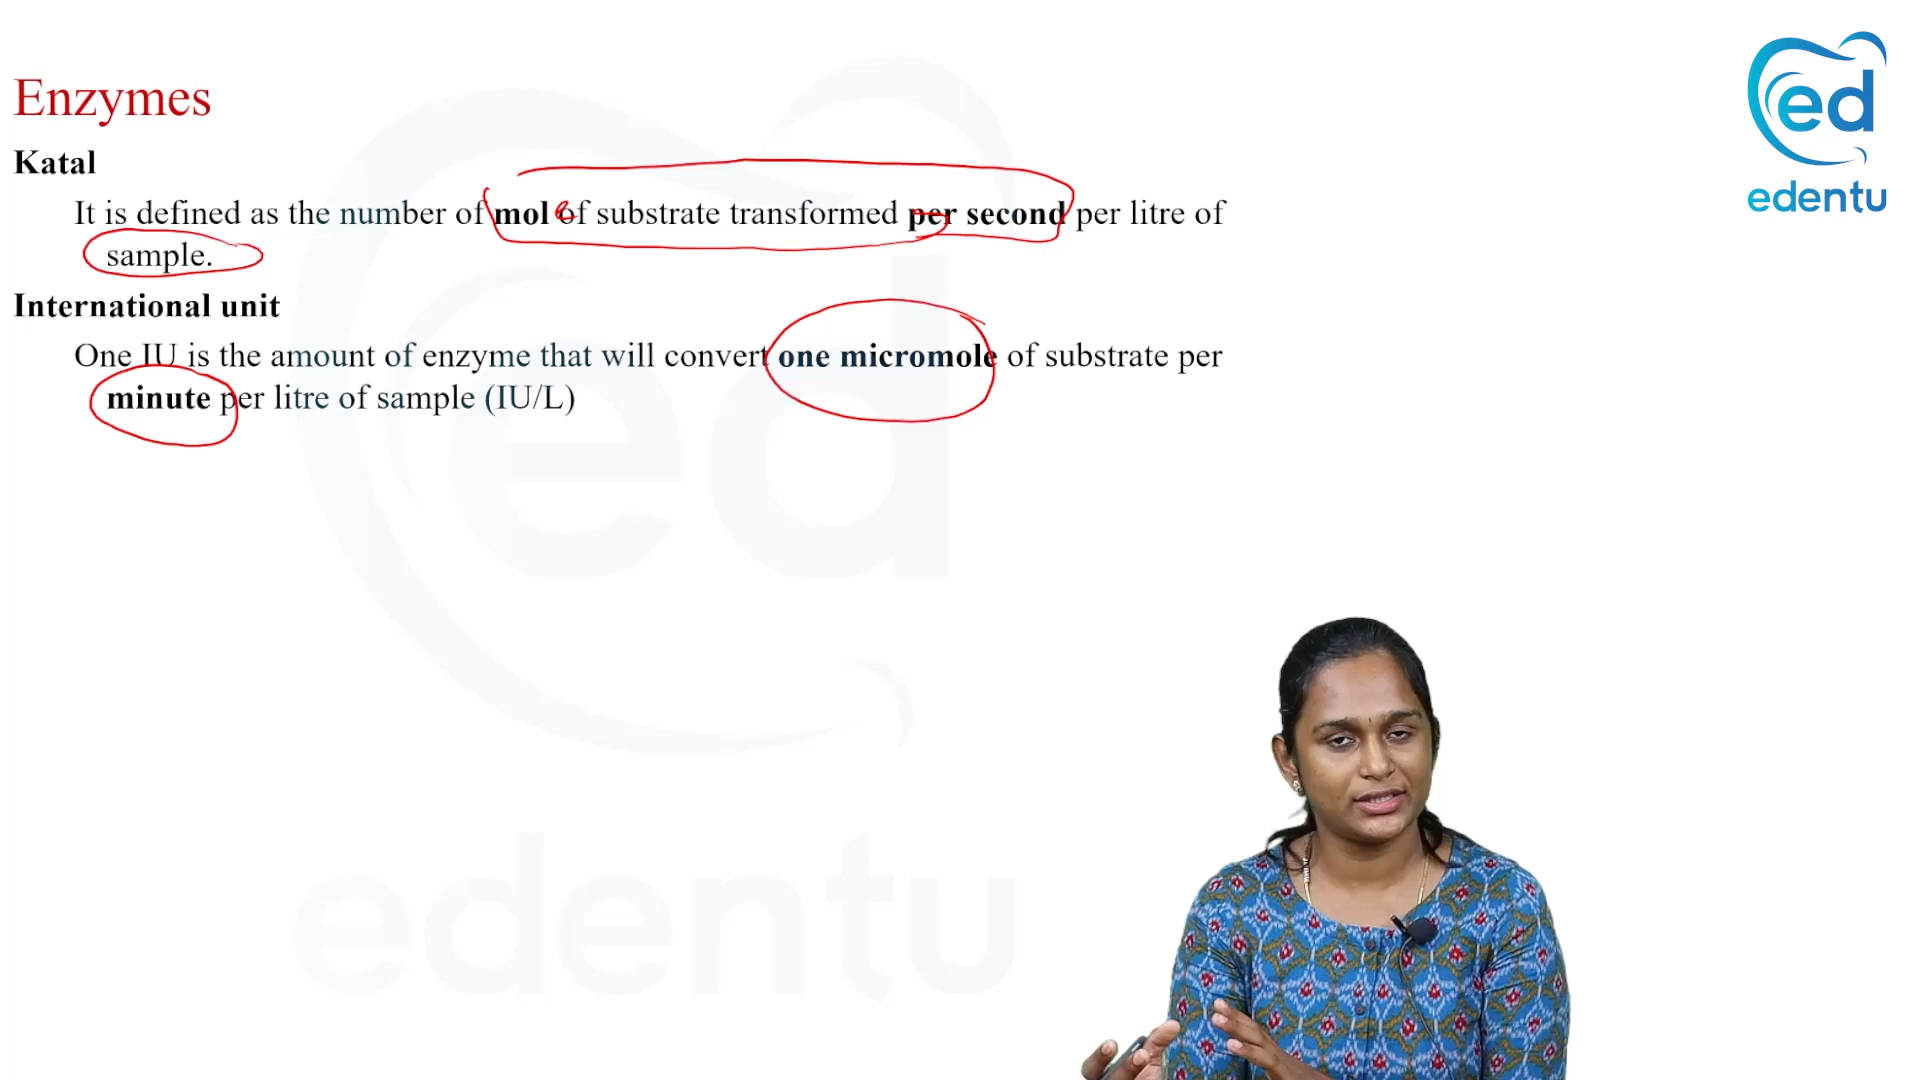 ed
edentu
Enzymes
Katal
It is defined as the number of mol of substrate transformed per second per litre of
sample.
International unit
One IU is the amount of enzyme that will convert one micromole of substrate per
minute per litre of sample (IU/L)
ed
edentu